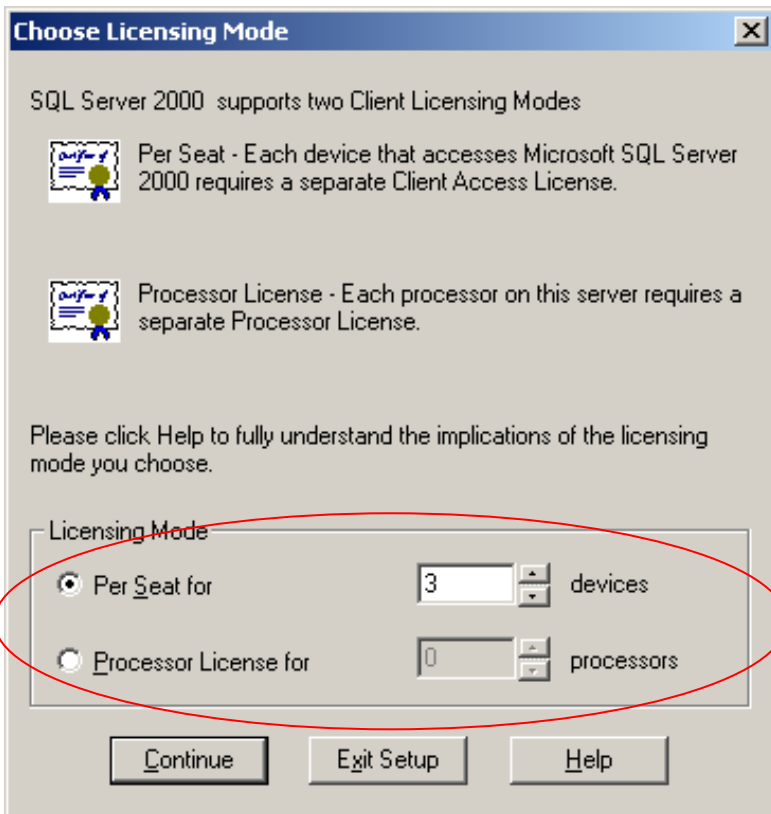 Choose Licensing Mode
SQL Server 2000 supports two Client Licensing Modes
Per Seat - Each device that accesses Microsoft SQL Server
2000 requires a separate Client Access License.
Processor License - Each processor on this server requires a
separate Processor License.
Please click Help to fully understand the implications of the licensing
mode you choose.
Licensing Mode
Per Seat for 3 devices
Processor License for 0 processors
Continue Exit Setup Help